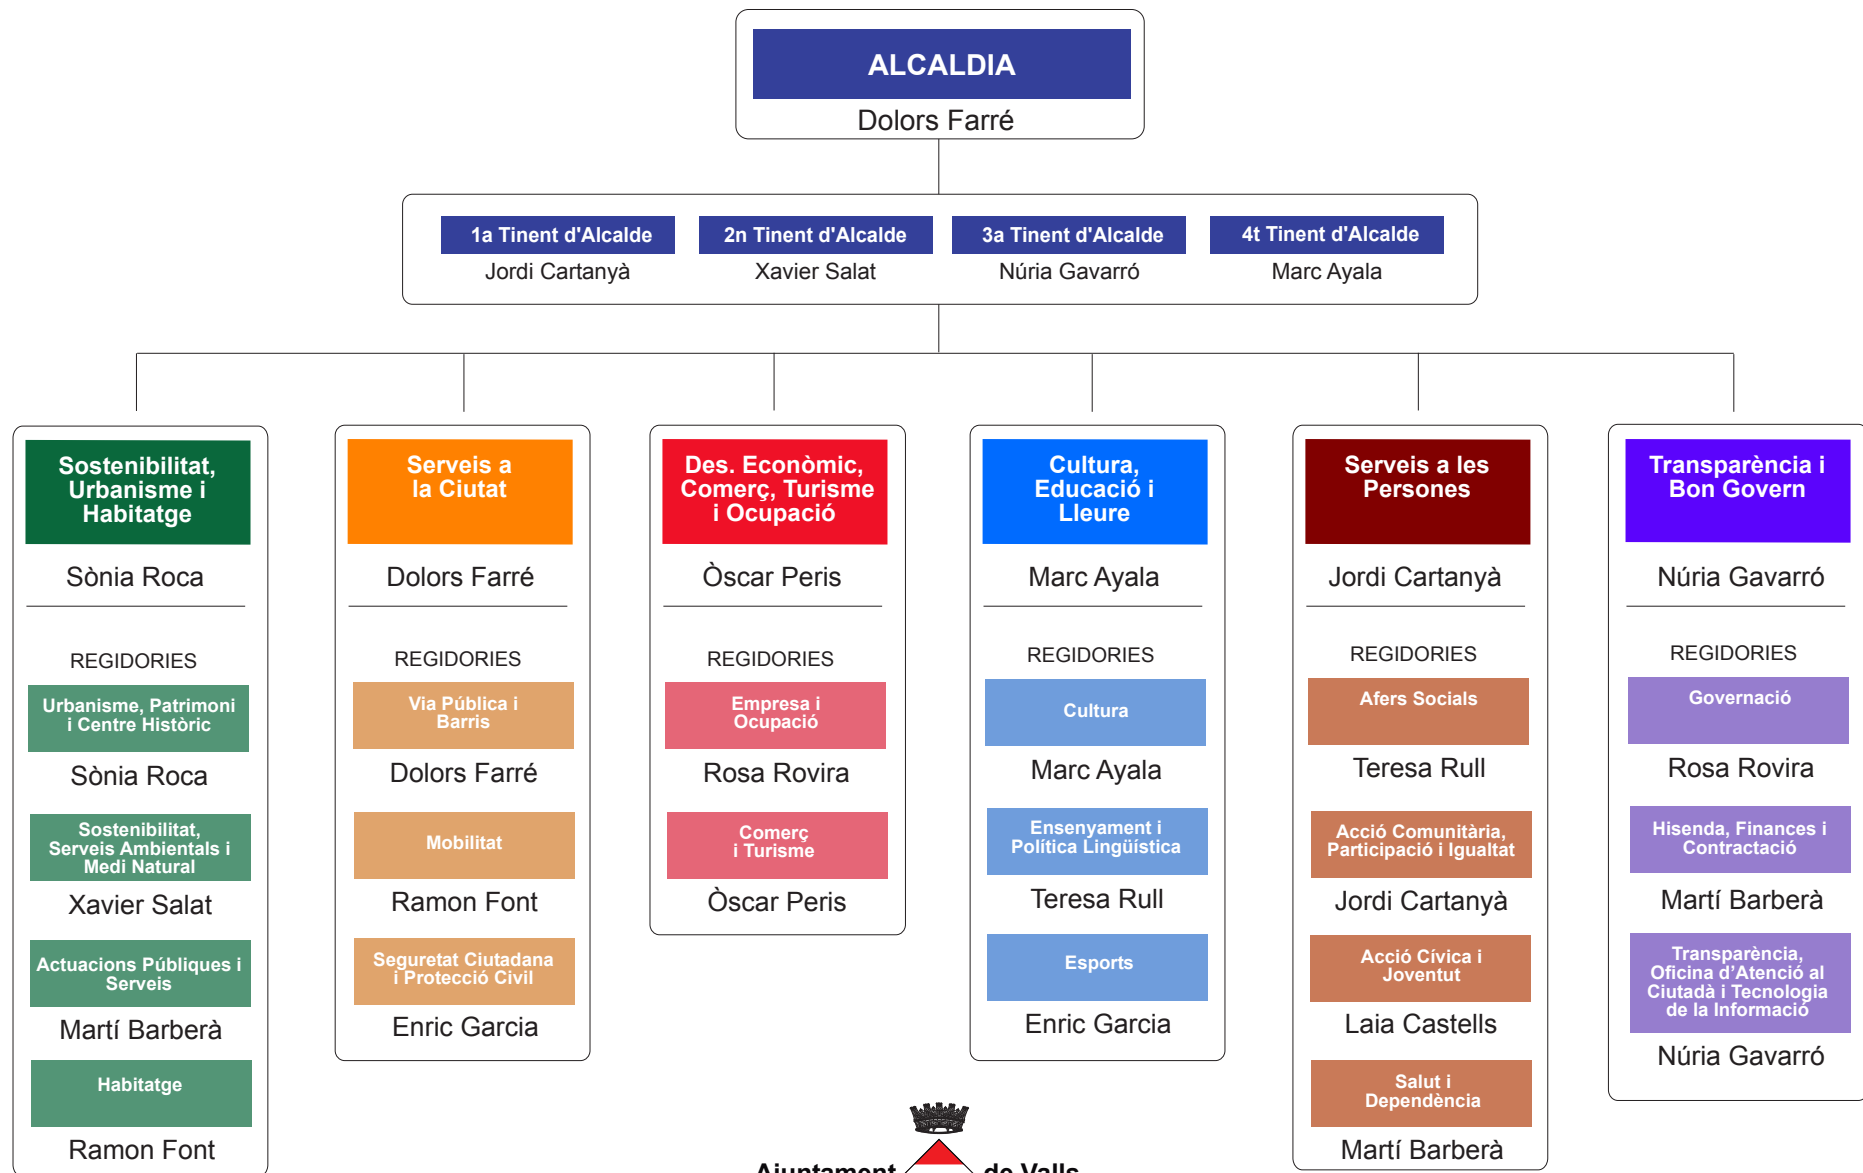 ALCALDIA
Dolors Farré
1a Tinent d'Alcalde
Jordi Cartanyà
2n Tinent d'Alcalde
Xavier Salat
3a Tinent d'Alcalde
Núria Gavarró
4t Tinent d'Alcalde
Marc Ayala
Sostenibilitat,
Urbanisme i
Habitatge
Sònia Roca
REGIDORIES
Urbanisme, Patrimoni
i Centre Històric
Sònia Roca
Sostenibilitat,
Serveis Ambientals i
Medi Natural
Xavier Salat
Actuacions Públiques i
Serveis
Martí Barberà
Habitatge
Ramon Font
Serveis a
la Ciutat
Dolors Farré
REGIDORIES
Via Pública i
Barris
Dolors Farré
Mobilitat
Ramon Font
Seguretat Ciutadana
i Protecció Civil
Enric Garcia
Des. Econòmic,
Comerç, Turisme
i Ocupació
Òscar Peris
REGIDORIES
Empresa i
Ocupació
Rosa Rovira
Comerç
i Turisme
Òscar Peris
Cultura,
Educació i
Lleure
Marc Ayala
REGIDORIES
Cultura
Marc Ayala
Ensenyament i
Política Lingüística
Teresa Rull
Esports
Enric Garcia
Serveis a les
Persones
Jordi Cartanyà
REGIDORIES
Afers Socials
Teresa Rull
Acció Comunitària,
Participació i Igualtat
Jordi Cartanyà
Acció Cívica i
Joventut
Laia Castells
Salut i
Dependència
Martí Barberà
Transparència i
Bon Govern
Núria Gavarró
REGIDORIES
Governació
Rosa Rovira
Hisenda, Finances i
Contractació
Martí Barberà
Transparència,
Oficina d’Atenció al
Ciutadà i Tecnologia
de la Informació
Núria Gavarró
Ajuntament de Valls